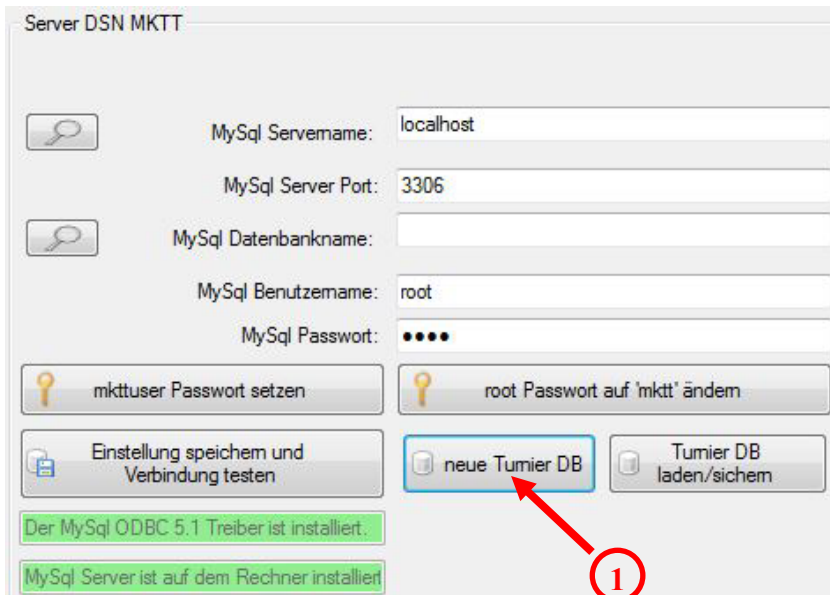 Server DSN MKTT
MySql Servername:
localhost
MySql Server Port:
3306
MySql Datenbankname:
MySql Benutzername:
root
MySql Passwort:
●●●●
mkttuser Passwort setzen
root Passwort auf 'mktt' ändern
Einstellung speichern und
Verbindung testen
neue Turnier DB
Turnier DB
laden/sichern
Der MySql ODBC 5.1 Treiber ist installiert.
MySql Server ist auf dem Rechner installiert
1